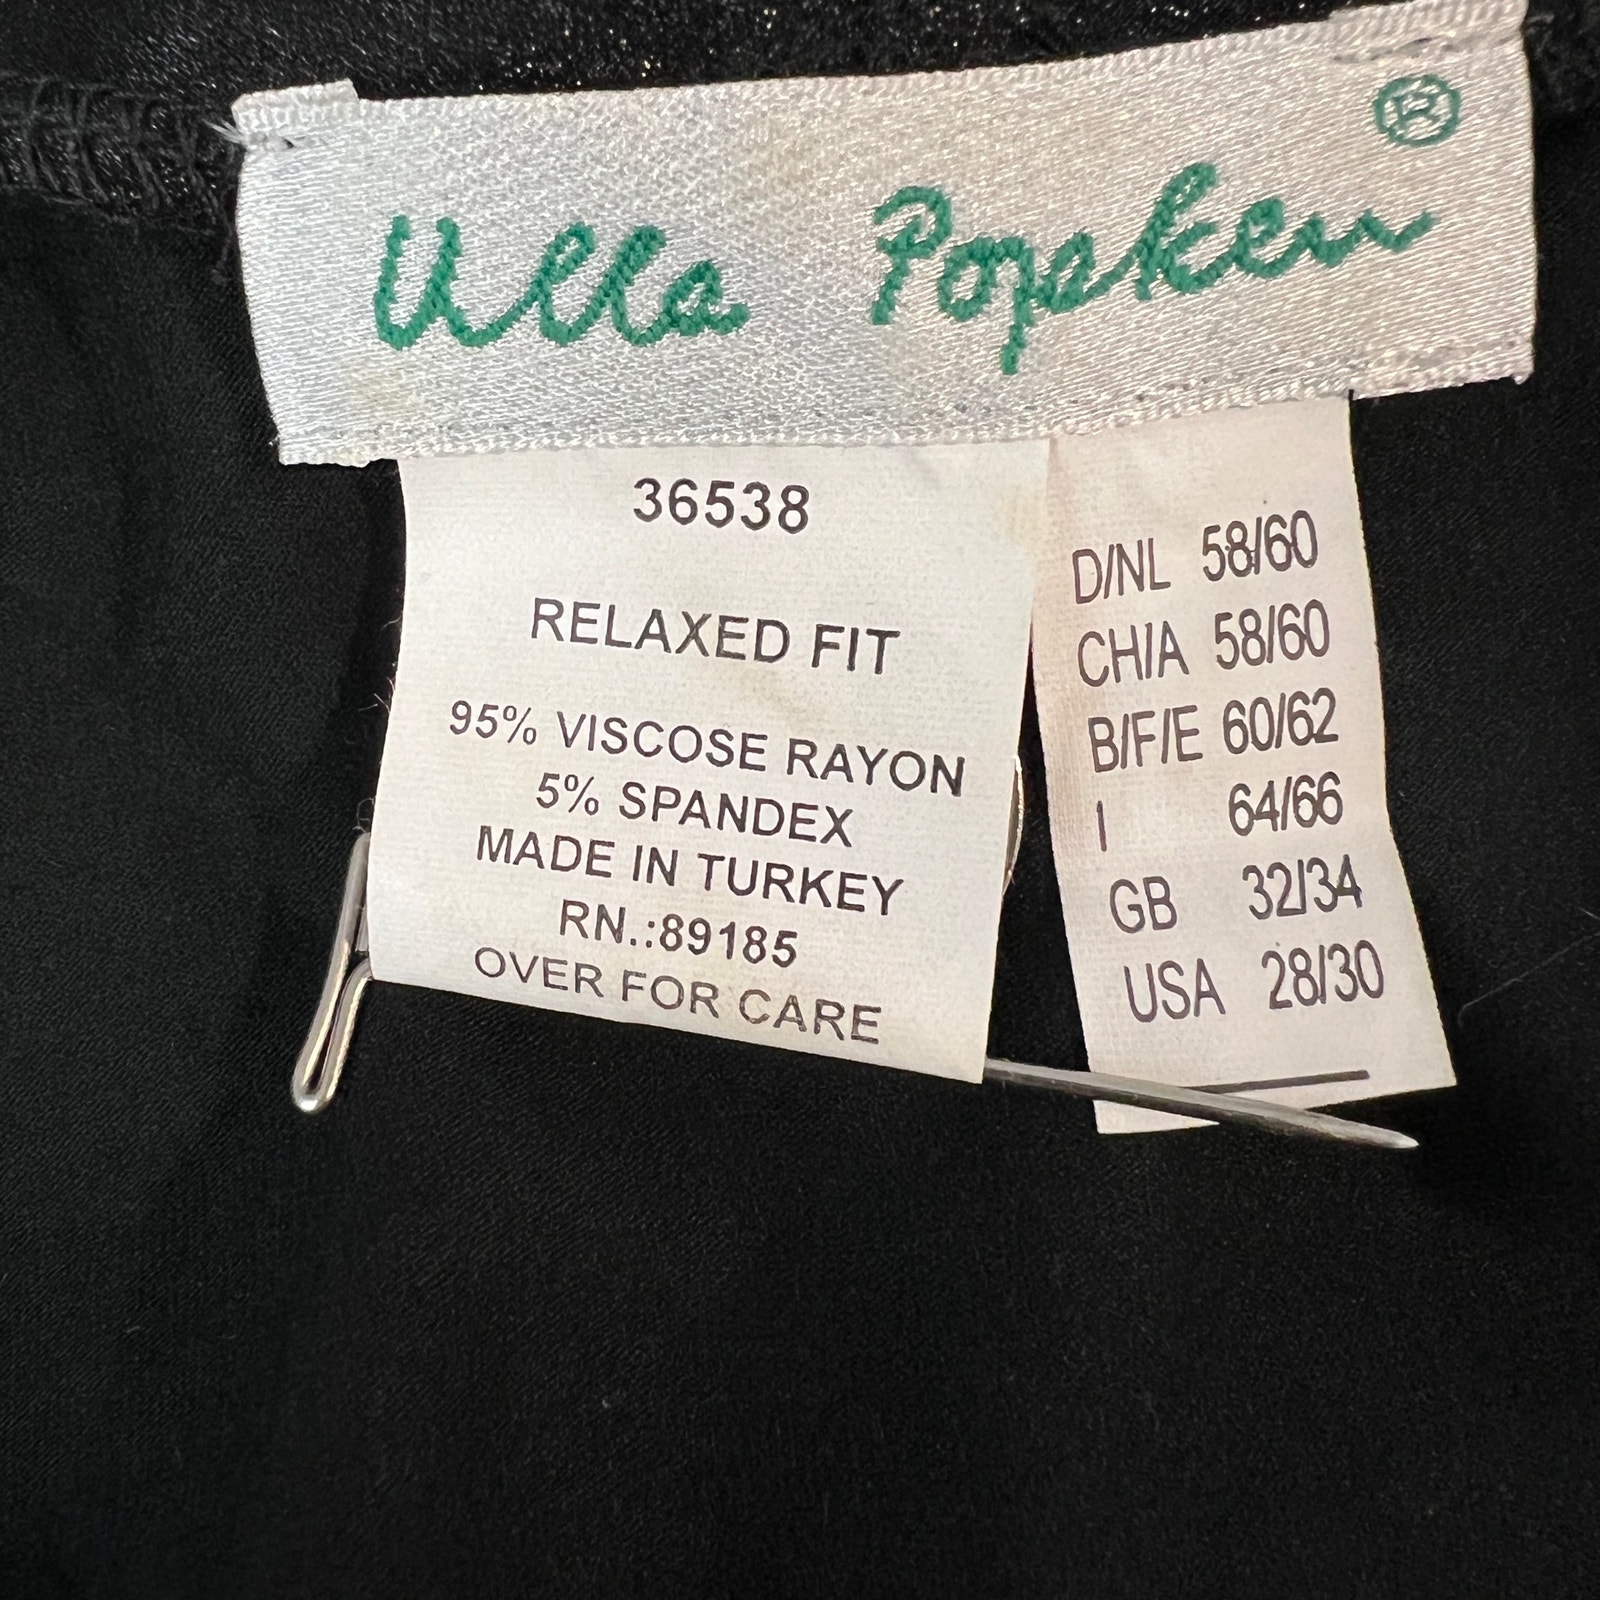 Ulla Popken ®
36538
RELAXED FIT
95% VISCOSE RAYON
5% SPANDEX
MADE IN TURKEY
RN.:89185
OVER FOR CARE
D/NL 58/60
CH/A 58/60
B/F/E 60/62
I 64/66
GB 32/34
USA 28/30